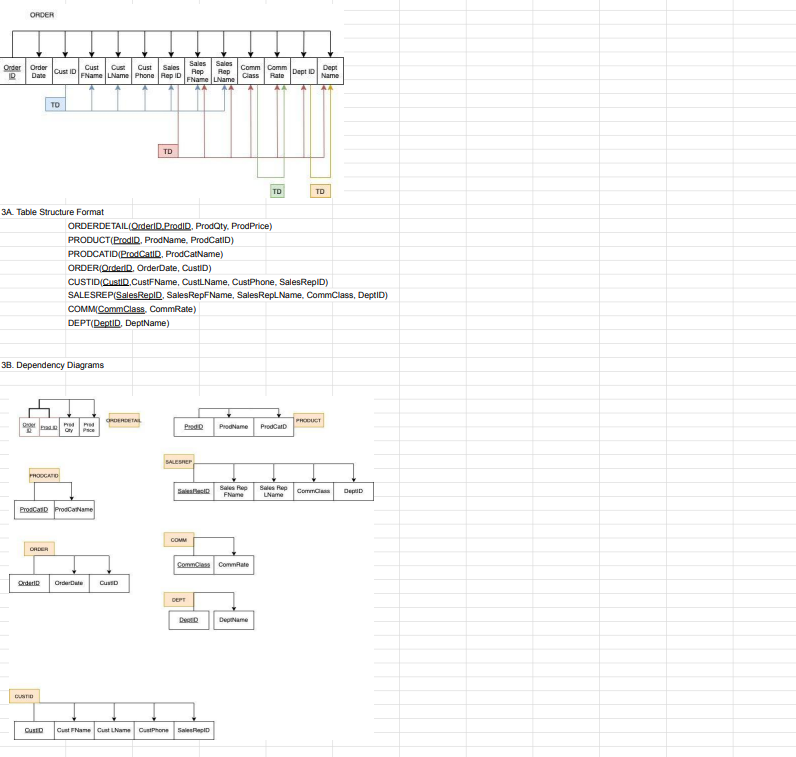 ORDER
Order ID
Order Date
Cust ID
Cust FName
Cust LName
Cust Phone
Sales Rep ID
Sales Rep FName
Sales Rep LName
Comm Class
Comm Rate
Dept ID
Dept Name
TD
TD
TD
TD
3A. Table Structure Format
ORDERDETAIL(OrderID,ProdID, ProdQty, ProdPrice)
PRODUCT(ProdID, ProdName, ProdCatID)
PRODCATID(ProdCatID, ProdCatName)
ORDER(OrderID, OrderDate, CustID)
CUSTID(CustID,CustFName, CustLName, CustPhone, SalesRepID)
SALESREP(SalesRepID, SalesRepFName, SalesRepLName, CommClass, DeptID)
COMM(CommClass, CommRate)
DEPT(DeptID, DeptName)
3B. Dependency Diagrams
Order ID
Prod ID
Prod Qty
Prod Price
ORDERDETAIL
ProdID
ProdName
ProdCatD
PRODUCT
SALESREP
SalesRepID
Sales Rep FName
Sales Rep LName
CommClass
DeptID
PRODCATID
ProdCatID
ProdCatName
COMM
CommClass
CommRate
ORDER
OrderID
OrderDate
CustID
DEPT
DeptID
DeptName
CUSTID
CustID
Cust FName
Cust LName
CustPhone
SalesRepID